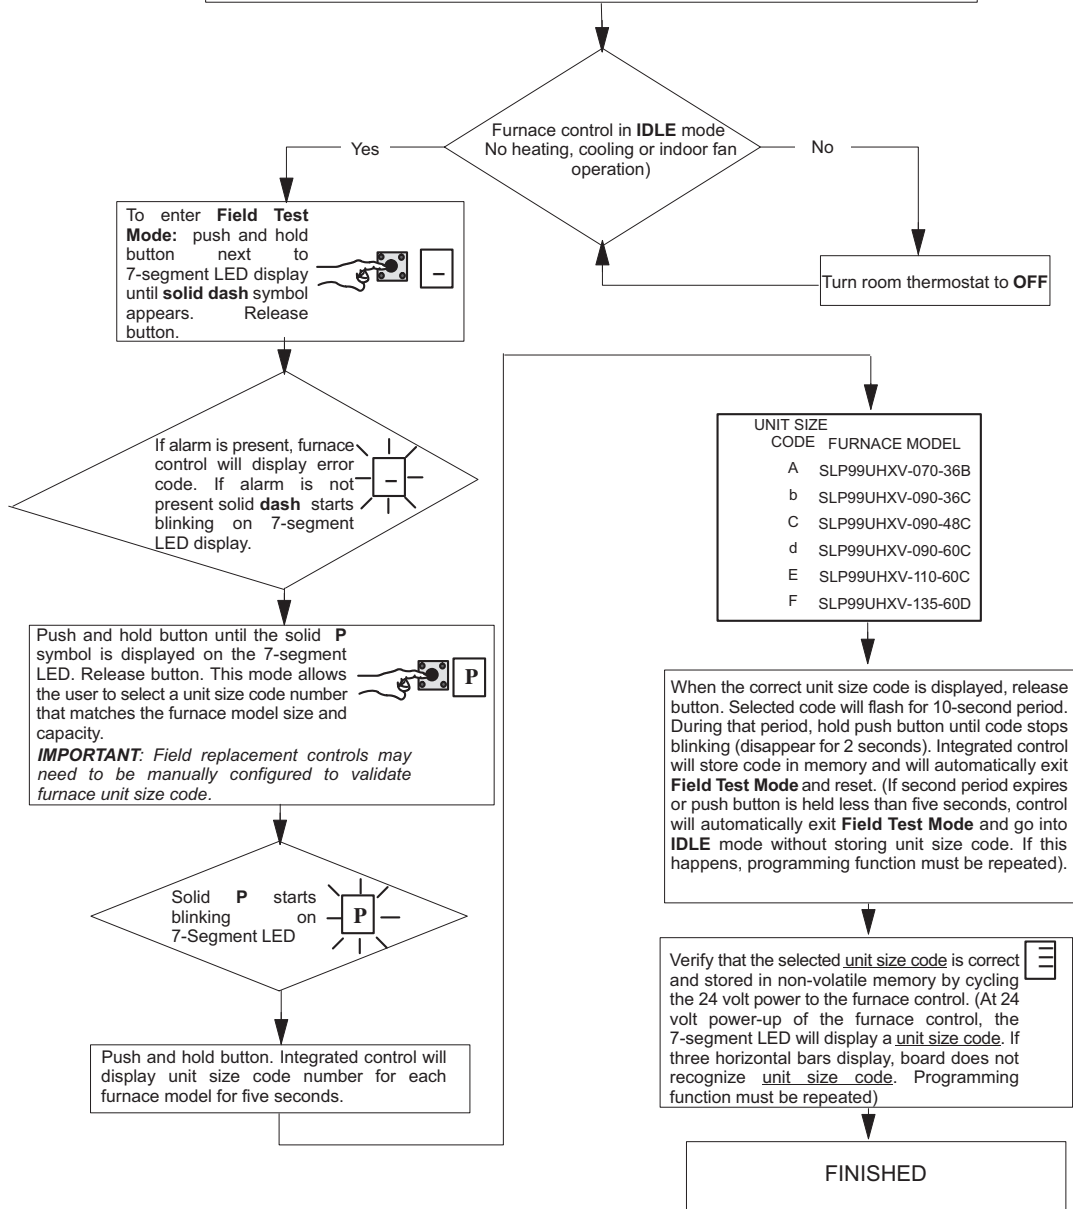 Furnace control in IDLE mode
No heating, cooling or indoor fan
operation)
Yes
No
To enter Field Test
Mode: push and hold
button next to
7-segment LED display
until solid dash symbol
appears. Release
button.
–
Turn room thermostat to OFF
If alarm is present, furnace
control will display error
code. If alarm is not
present solid dash starts
blinking on 7-segment
LED display.
–
Push and hold button until the solid P
symbol is displayed on the 7-segment
LED. Release button. This mode allows
the user to select a unit size code number
that matches the furnace model size and
capacity.
IMPORTANT: Field replacement controls may
need to be manually configured to validate
furnace unit size code.
P
Solid P starts
blinking on
7-Segment LED
P
Push and hold button. Integrated control will
display unit size code number for each
furnace model for five seconds.
UNIT SIZE
CODE FURNACE MODEL
A SLP99UHXV-070-36B
b SLP99UHXV-090-36C
C SLP99UHXV-090-48C
d SLP99UHXV-090-60C
E SLP99UHXV-110-60C
F SLP99UHXV-135-60D
When the correct unit size code is displayed, release
button. Selected code will flash for 10-second period.
During that period, hold push button until code stops
blinking (disappear for 2 seconds). Integrated control
will store code in memory and will automatically exit
Field Test Mode and reset. (If second period expires
or push button is held less than five seconds, control
will automatically exit Field Test Mode and go into
IDLE mode without storing unit size code. If this
happens, programming function must be repeated).
Verify that the selected unit size code is correct
and stored in non-volatile memory by cycling
the 24 volt power to the furnace control. (At 24
volt power-up of the furnace control, the
7-segment LED will display a unit size code. If
three horizontal bars display, board does not
recognize unit size code. Programming
function must be repeated)
FINISHED